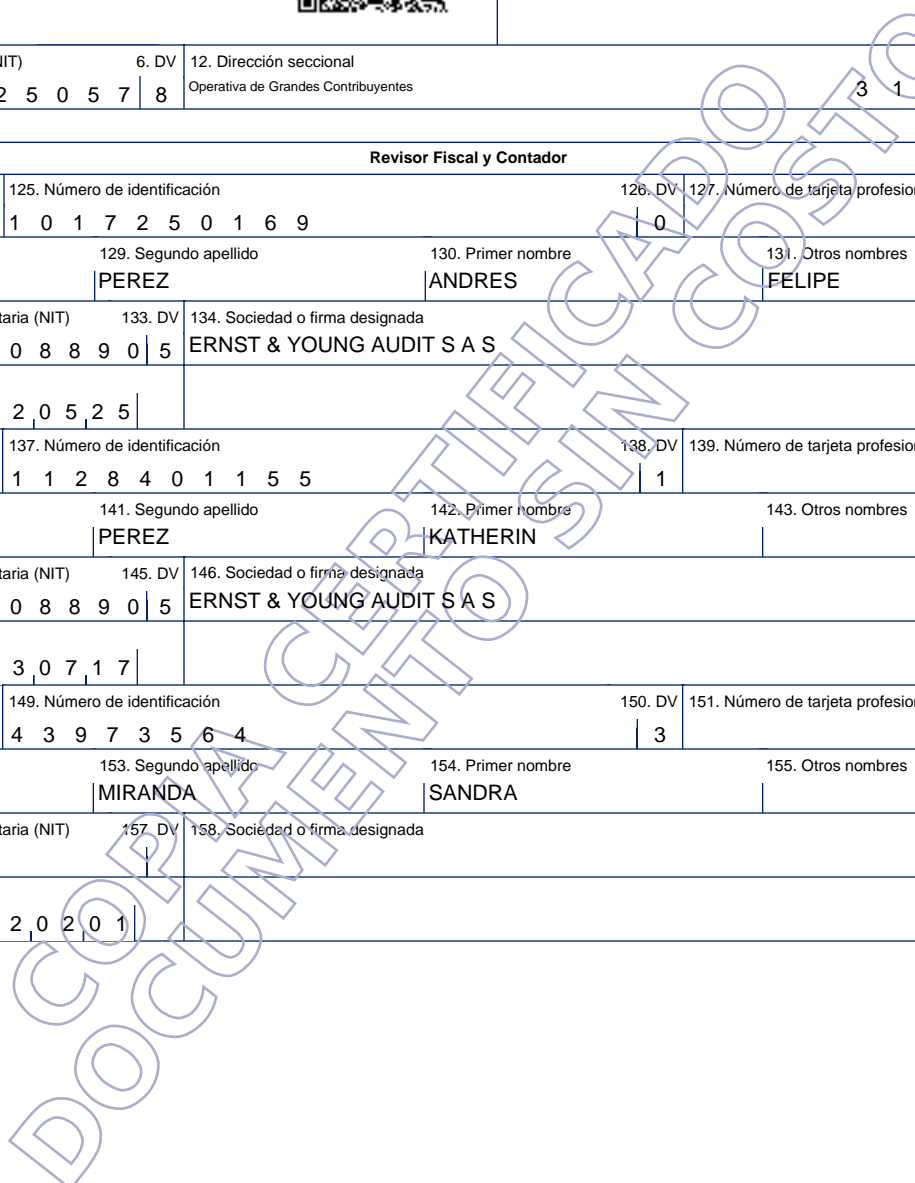 NIT) 6. DV 12. Dirección seccional
2 5 0 5 7 8 Operativa de Grandes Contribuyentes 3 1
Revisor Fiscal y Contador
125. Número de identificación 126. DV 127. Número de tarjeta profesion
1 0 1 7 2 5 0 1 6 9 0
129. Segundo apellido 130. Primer nombre 131. Otros nombres
PEREZ ANDRES FELIPE
taria (NIT) 133. DV 134. Sociedad o firma designada
0 8 8 9 0 5 ERNST & YOUNG AUDIT S A S
2 0 5 2 5
137. Número de identificación 138. DV 139. Número de tarjeta profesion
1 1 2 8 4 0 1 1 5 5 1
141. Segundo apellido 142. Primer nombre 143. Otros nombres
PEREZ KATHERIN
taria (NIT) 145. DV 146. Sociedad o firma designada
0 8 8 9 0 5 ERNST & YOUNG AUDIT S A S
3 0 7 1 7
149. Número de identificación 150. DV 151. Número de tarjeta profesion
4 3 9 7 3 5 6 4 3
153. Segundo apellido 154. Primer nombre 155. Otros nombres
MIRANDA SANDRA
taria (NIT) 157. DV 158. Sociedad o firma designada
2 0 2 0 1
COPIA CERTIFICADO
DOCUMENTO SIN COSTO